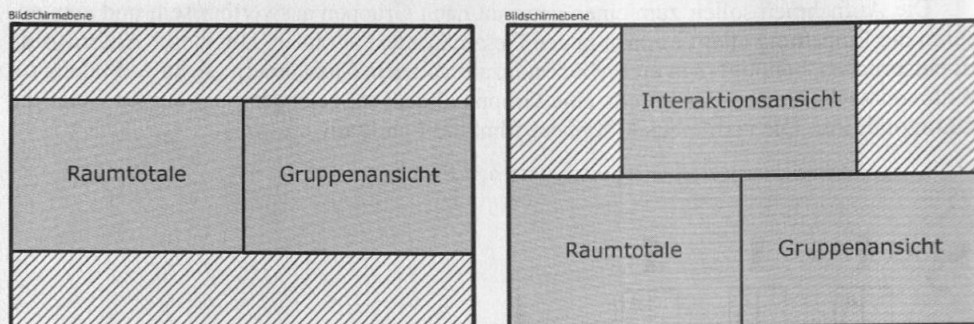 Bildschirmebene
Raumtotale
Gruppenansicht
Bildschirmebene
Interaktionsansicht
Raumtotale
Gruppenansicht